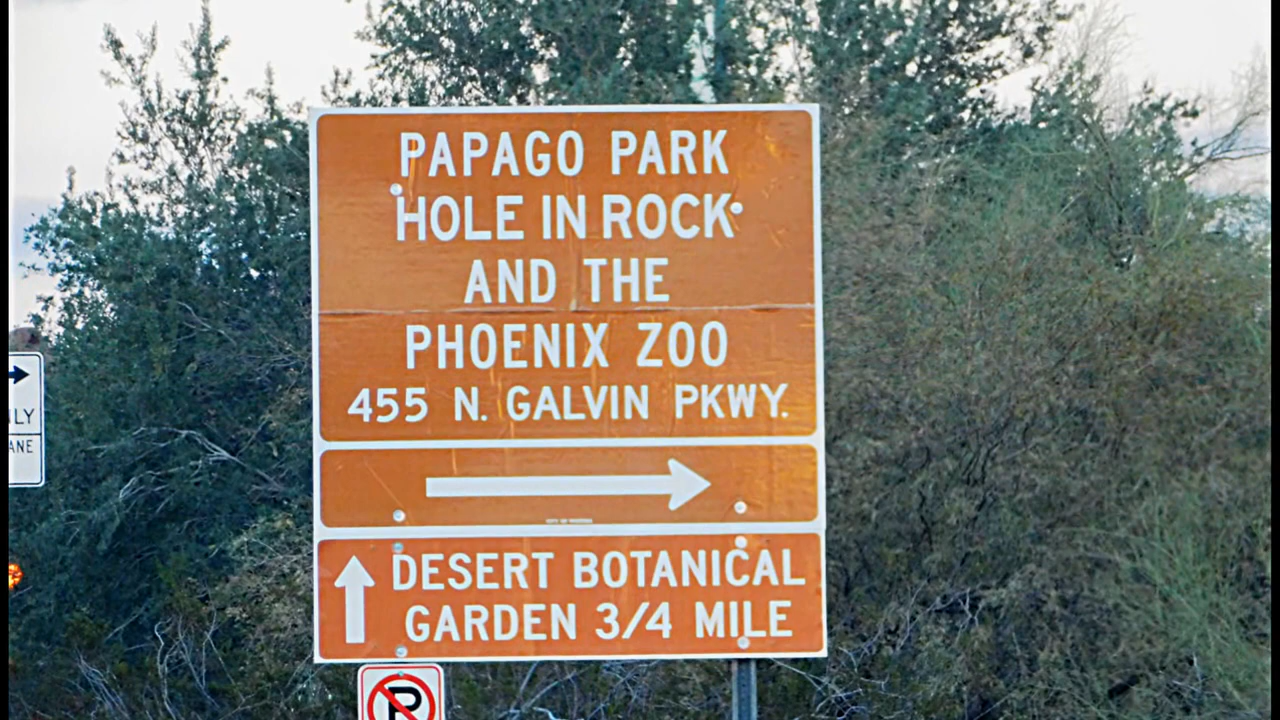 PAPAGO PARK
HOLE IN ROCK
AND THE
PHOENIX ZOO
455 N. GALVIN PKWY.
DESERT BOTANICAL
GARDEN 3/4 MILE
P